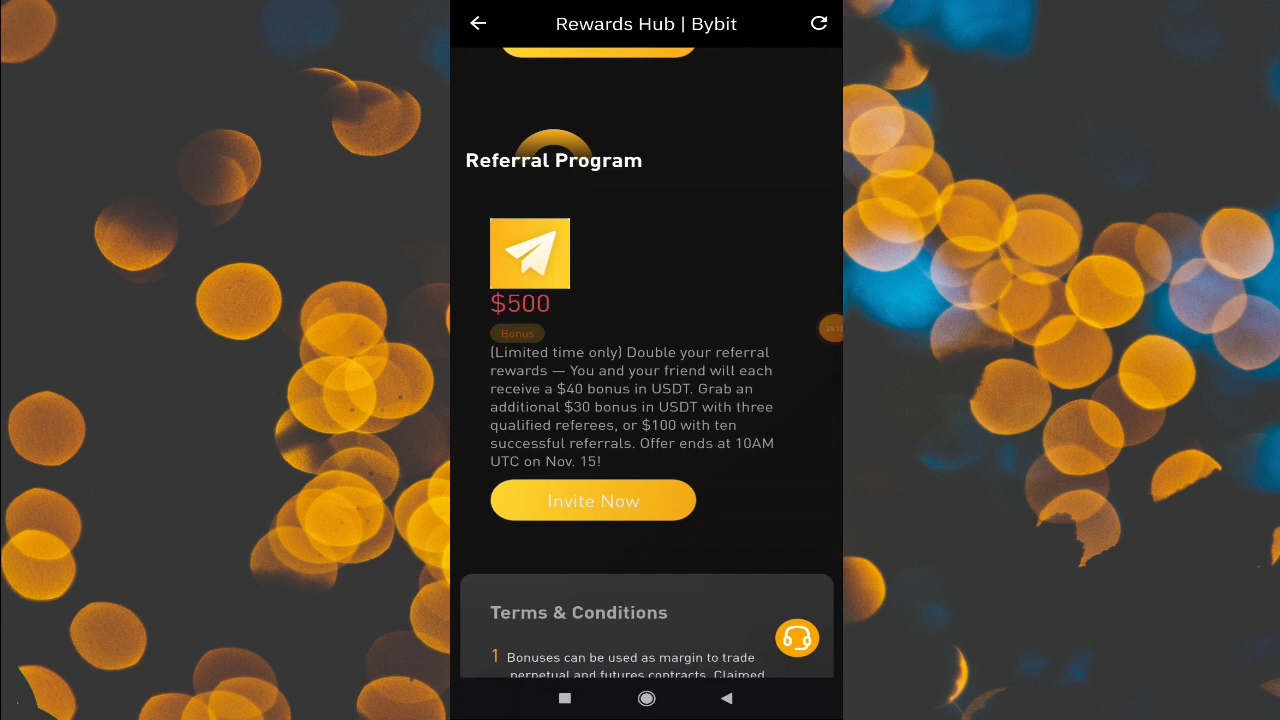 Rewards Hub | Bybit
Referral Program
$500
Bonus
(Limited time only) Double your referral
rewards — You and your friend will each
receive a $40 bonus in USDT. Grab an
additional $30 bonus in USDT with three
qualified referees, or $100 with ten
successful referrals. Offer ends at 10AM
UTC on Nov. 15!
Invite Now
Terms & Conditions
1 Bonuses can be used as margin to trade
perpetual and futures contracts. Claimed